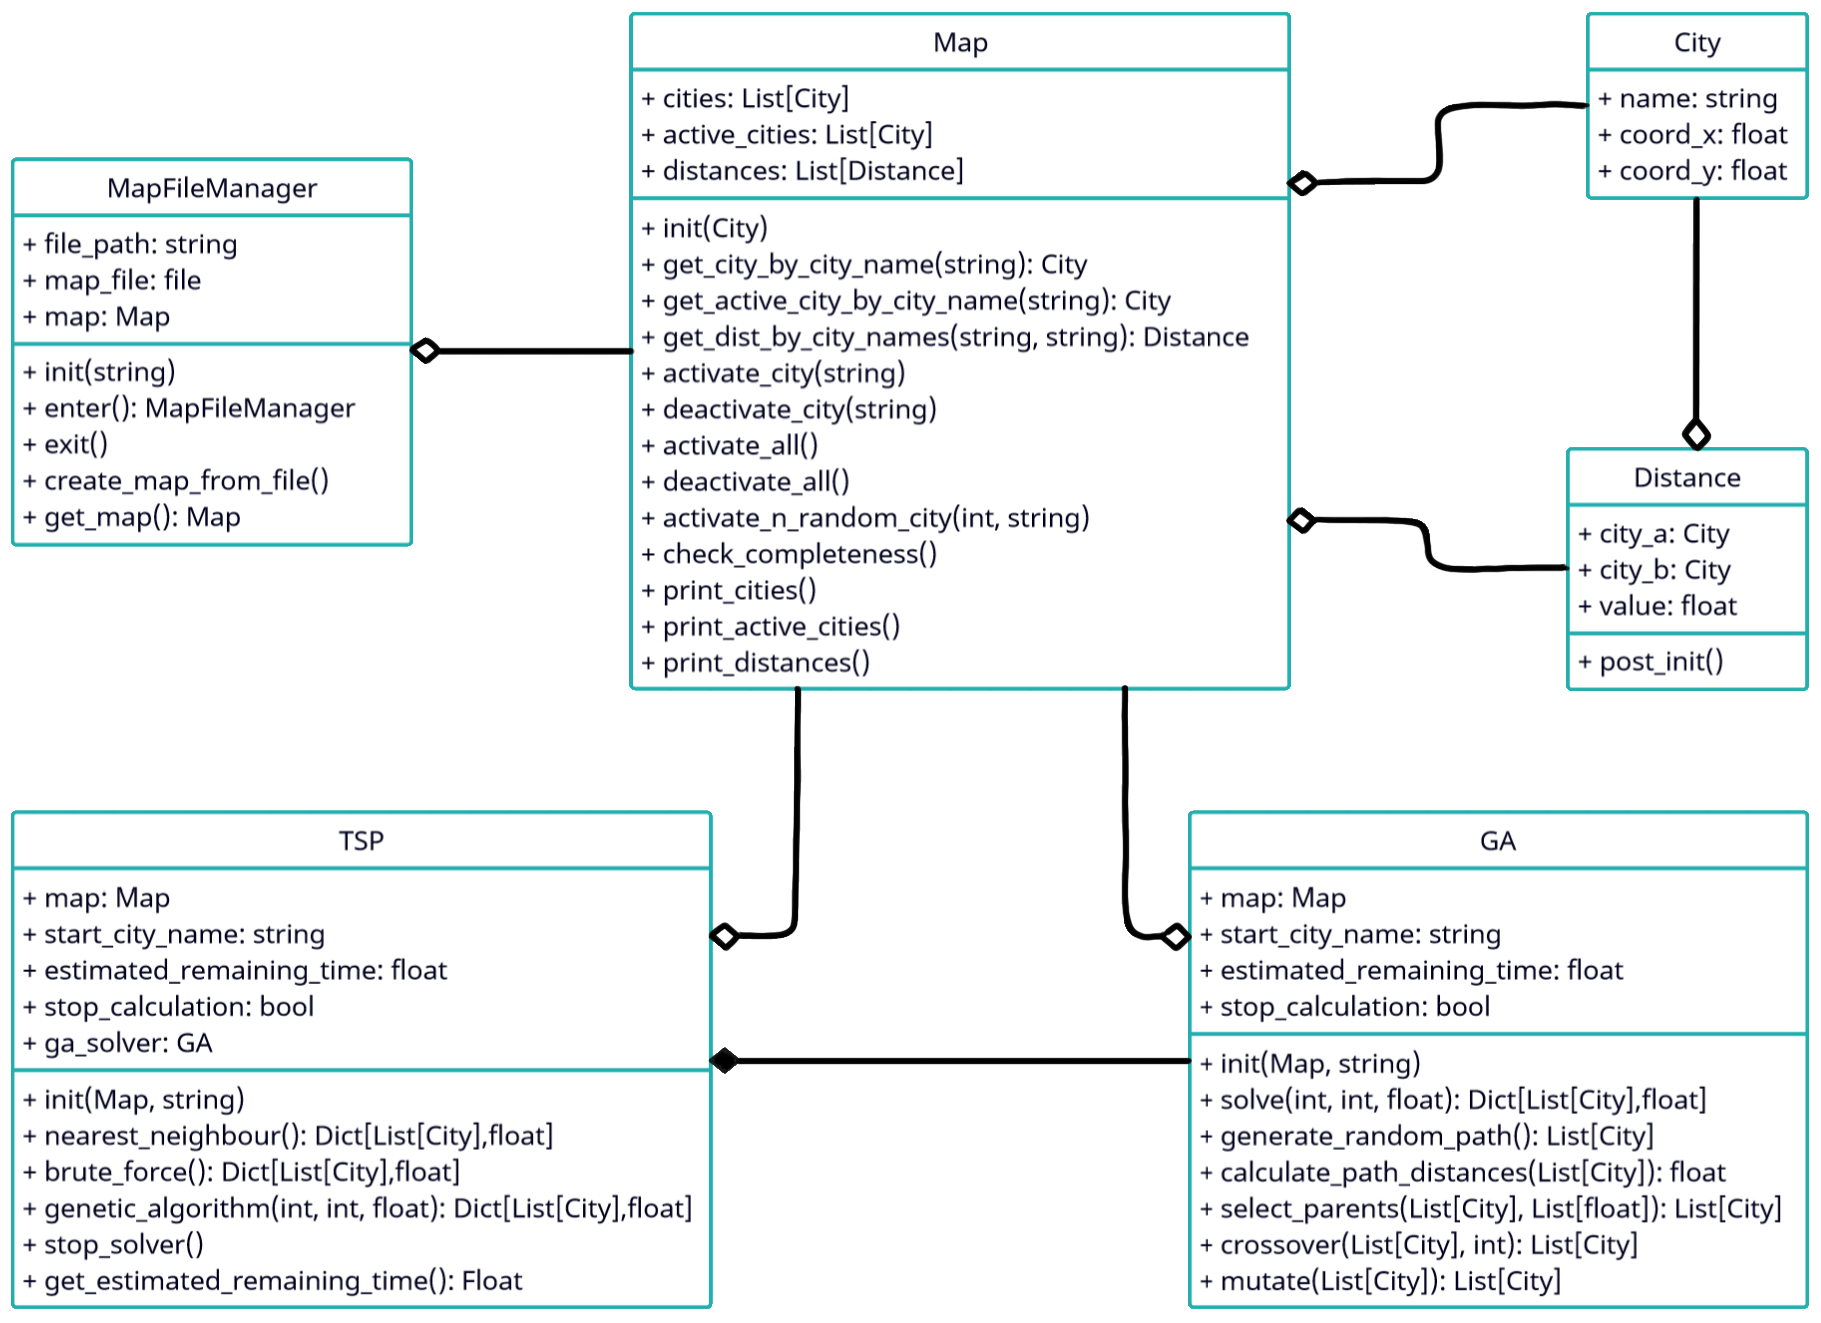 Map
+ cities: List[City]
+ active_cities: List[City]
+ distances: List[Distance]
+ init(City)
+ get_city_by_city_name(string): City
+ get_active_city_by_city_name(string): City
+ get_dist_by_city_names(string, string): Distance
+ activate_city(string)
+ deactivate_city(string)
+ activate_all()
+ deactivate_all()
+ activate_n_random_city(int, string)
+ check_completeness()
+ print_cities()
+ print_active_cities()
+ print_distances()
City
+ name: string
+ coord_x: float
+ coord_y: float
MapFileManager
+ file_path: string
+ map_file: file
+ map: Map
+ init(string)
+ enter(): MapFileManager
+ exit()
+ create_map_from_file()
+ get_map(): Map
Distance
+ city_a: City
+ city_b: City
+ value: float
+ post_init()
TSP
+ map: Map
+ start_city_name: string
+ estimated_remaining_time: float
+ stop_calculation: bool
+ ga_solver: GA
+ init(Map, string)
+ nearest_neighbour(): Dict[List[City],float]
+ brute_force(): Dict[List[City],float]
+ genetic_algorithm(int, int, float): Dict[List[City],float]
+ stop_solver()
+ get_estimated_remaining_time(): Float
GA
+ map: Map
+ start_city_name: string
+ estimated_remaining_time: float
+ stop_calculation: bool
+ init(Map, string)
+ solve(int, int, float): Dict[List[City],float]
+ generate_random_path(): List[City]
+ calculate_path_distances(List[City]): float
+ select_parents(List[City], List[float]): List[City]
+ crossover(List[City], int): List[City]
+ mutate(List[City]): List[City]